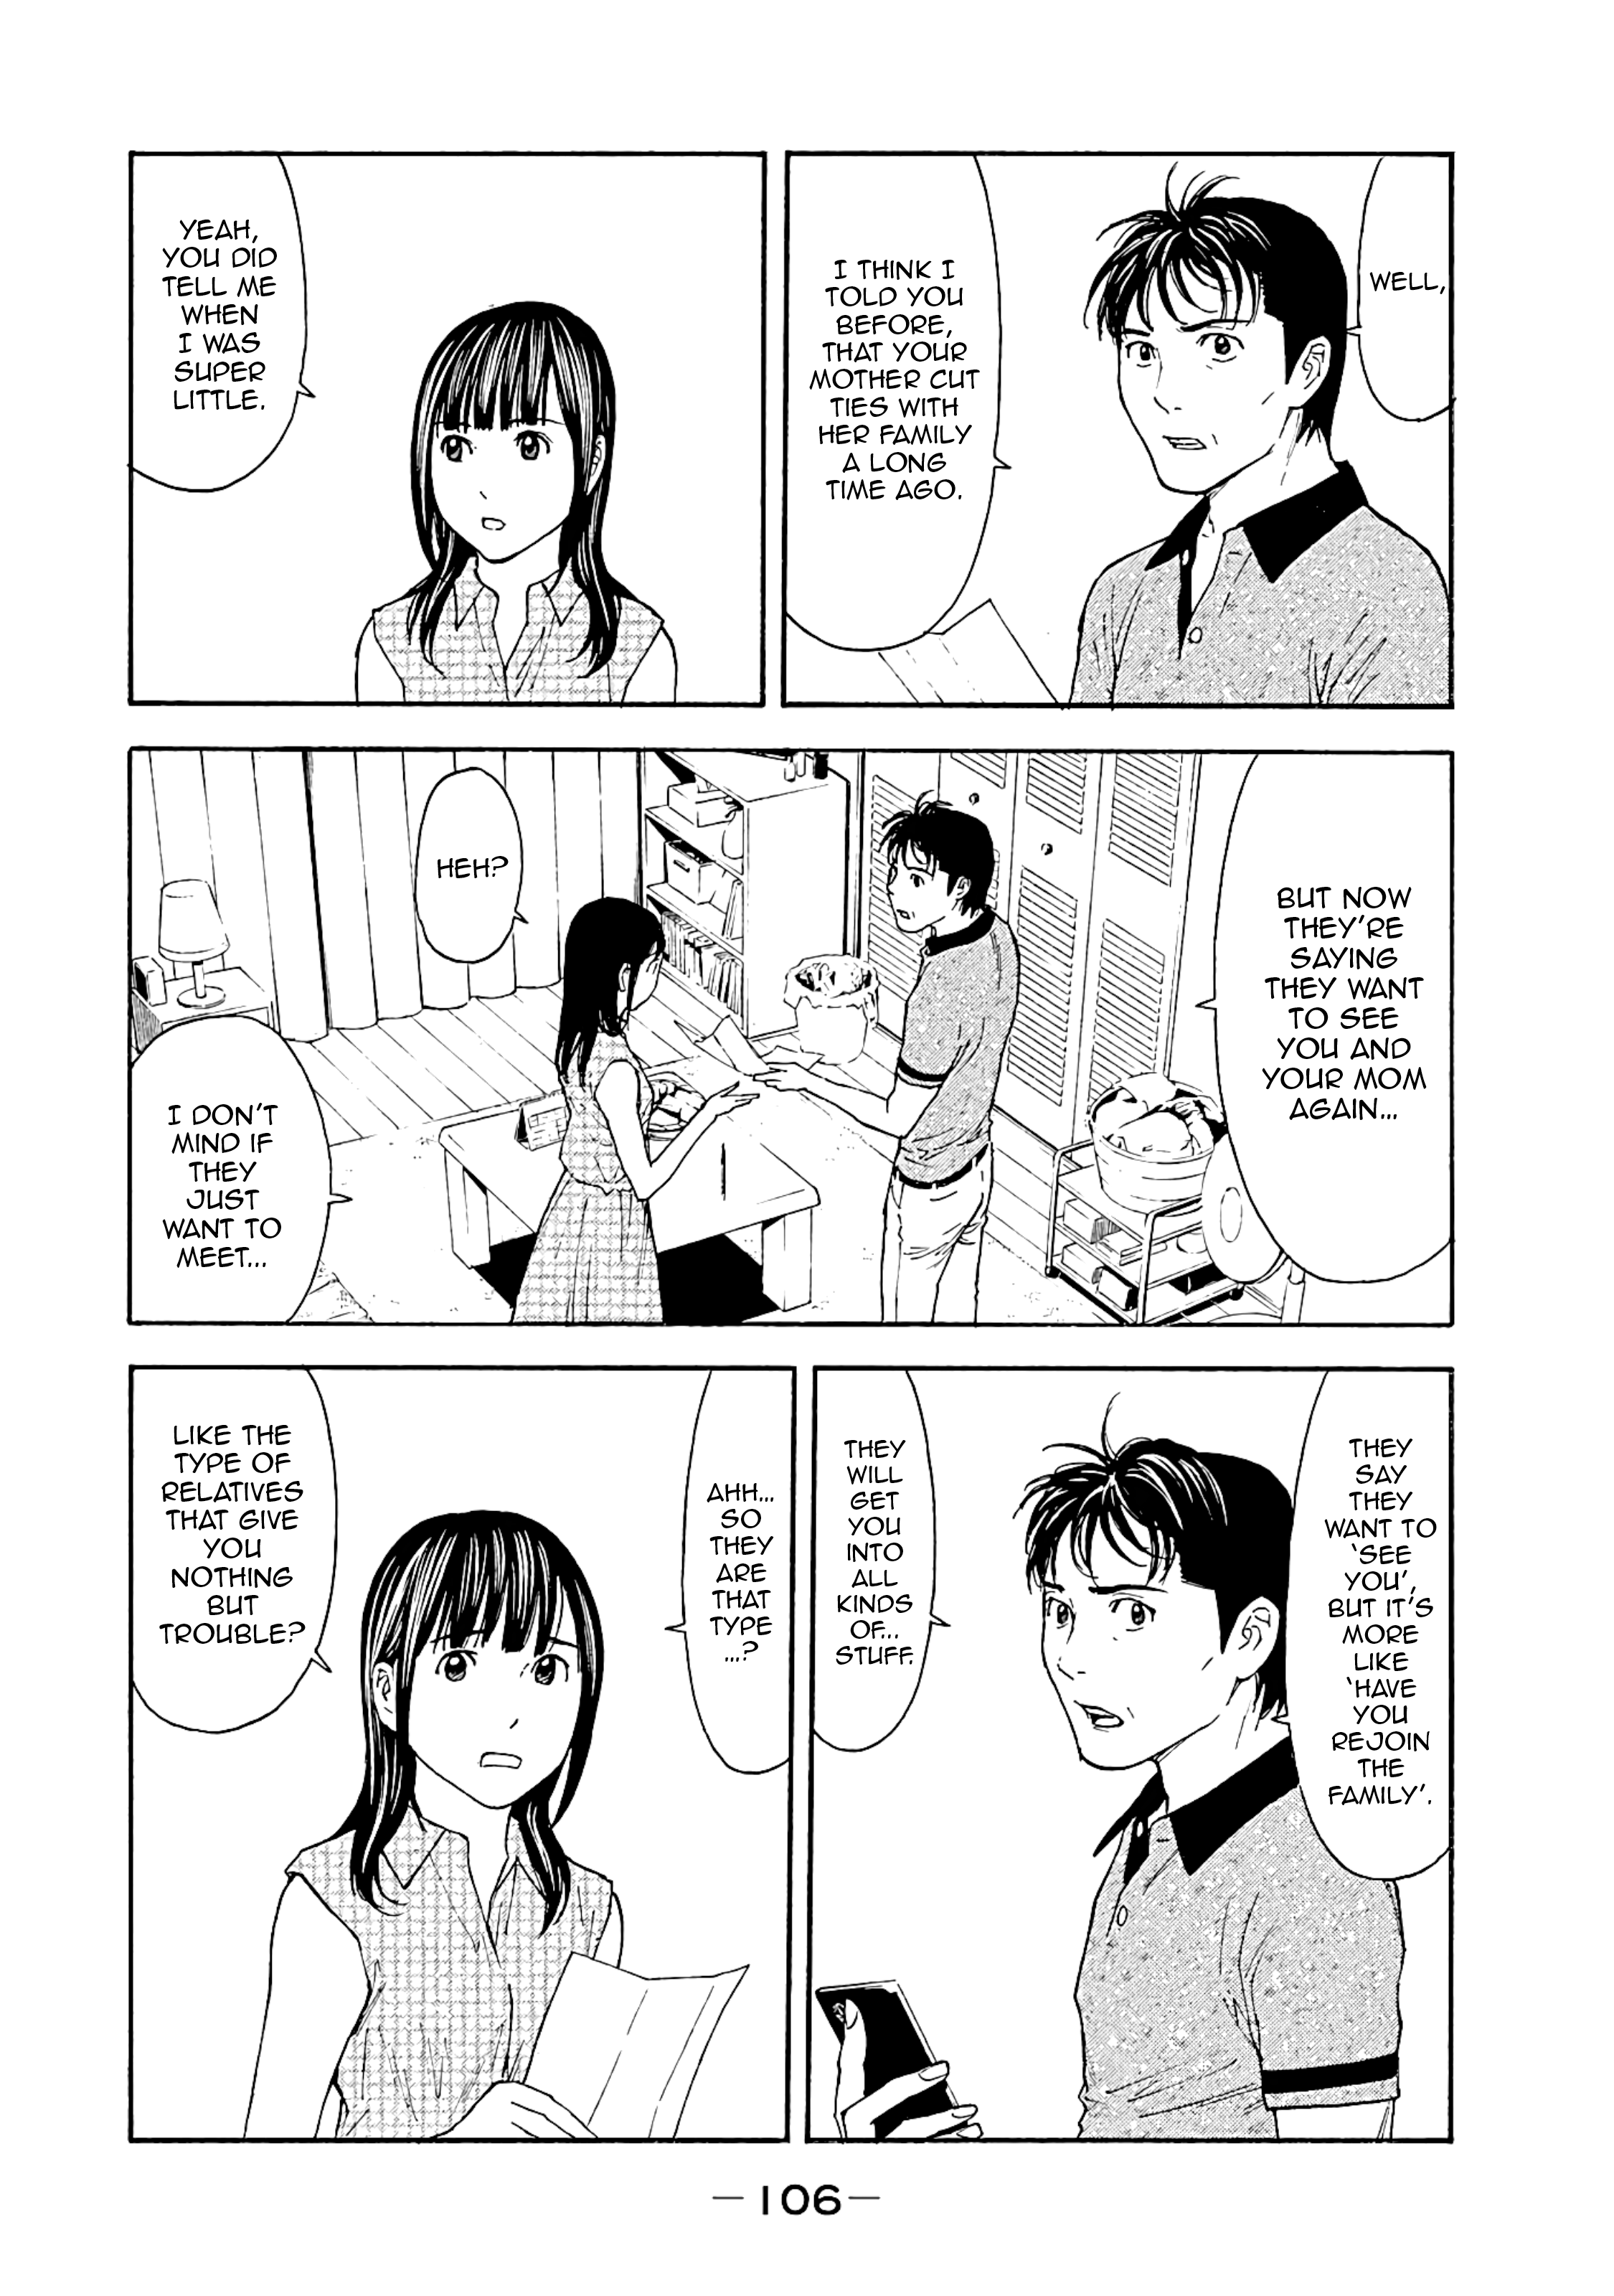 WELL,
I THINK I
TOLD YOU
BEFORE,
THAT YOUR
MOTHER CUT
TIES WITH
HER FAMILY
A LONG
TIME AGO.
YEAH,
YOU DID
TELL ME
WHEN
I WAS
SUPER
LITTLE.
BUT NOW
THEY'RE
SAYING
THEY WANT
TO SEE
YOU AND
YOUR MOM
AGAIN...
HEH?
I DON'T
MIND IF
THEY
JUST
WANT TO
MEET...
THEY
SAY
THEY
WANT TO
'SEE
YOU',
BUT IT'S
MORE
LIKE
'HAVE
YOU
REJOIN
THE
FAMILY'.
THEY
WILL
GET
YOU
INTO
ALL
KINDS
OF...
STUFF.
AHH...
SO
THEY
ARE
THAT
TYPE
...?
LIKE THE
TYPE OF
RELATIVES
THAT GIVE
YOU
NOTHING
BUT
TROUBLE?
— 106 —